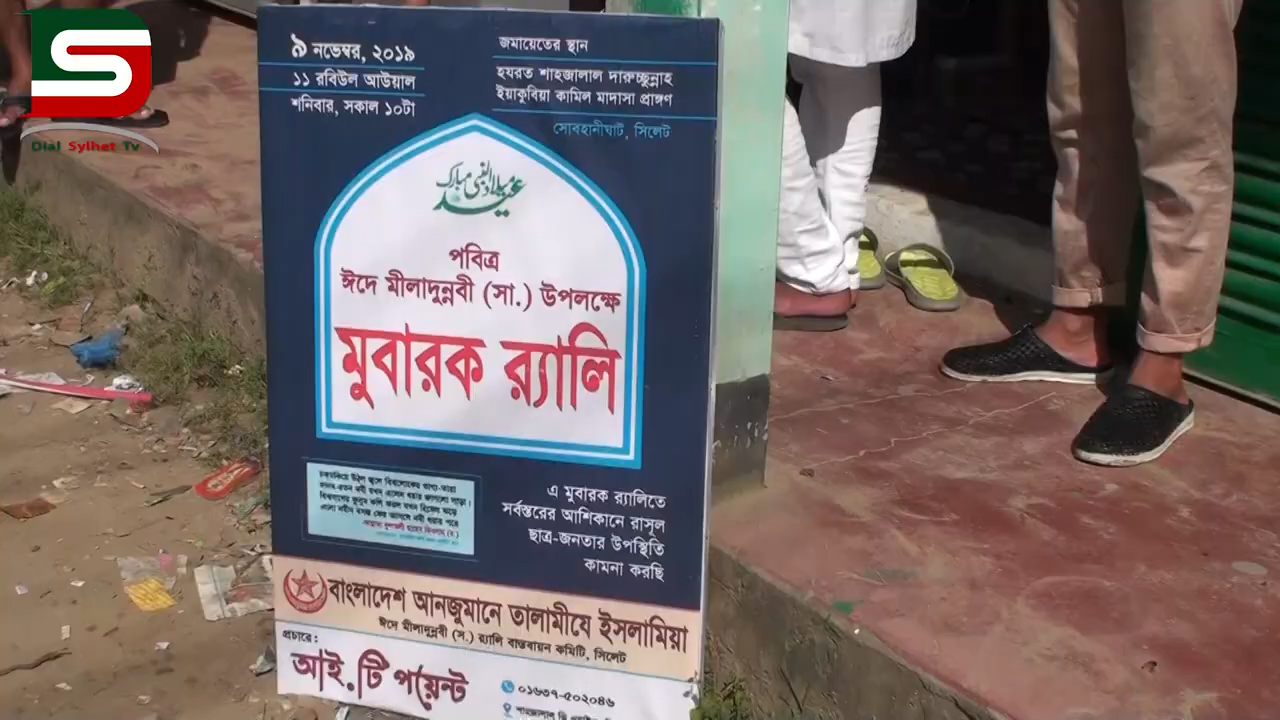 DS
Dial Sylhet Tv
৯ নভেম্বর, ২০১৯
১১ রবিউল আউয়াল
শনিবার, সকাল ১০টা
জমায়েতের স্থান
হযরত শাহজালাল দারুচ্ছুন্নাহ
ইয়াকুবিয়া কামিল মাদাসা প্রাঙ্গণ
সোবহানীঘাট, সিলেট
عيد ميلاد النبي مبارك
পবিত্র
ঈদে মীলাদুন্নবী (সা.) উপলক্ষে
মুবারক র‍্যালি
এ মুবারক র‍্যালিতে
সর্বস্তরের আশিকানে রাসূল
ছাত্র-জনতার উপস্থিতি
কামনা করছি
বাংলাদেশ আনজুমানে তালামীযে ইসলামিয়া
ঈদে মীলাদুন্নবী (স.) র‍্যালি বাস্তবায়ন কমিটি, সিলেট
প্রচারে:
আই.টি পয়েন্ট
০১৬৩৭-৫০২০৪৬